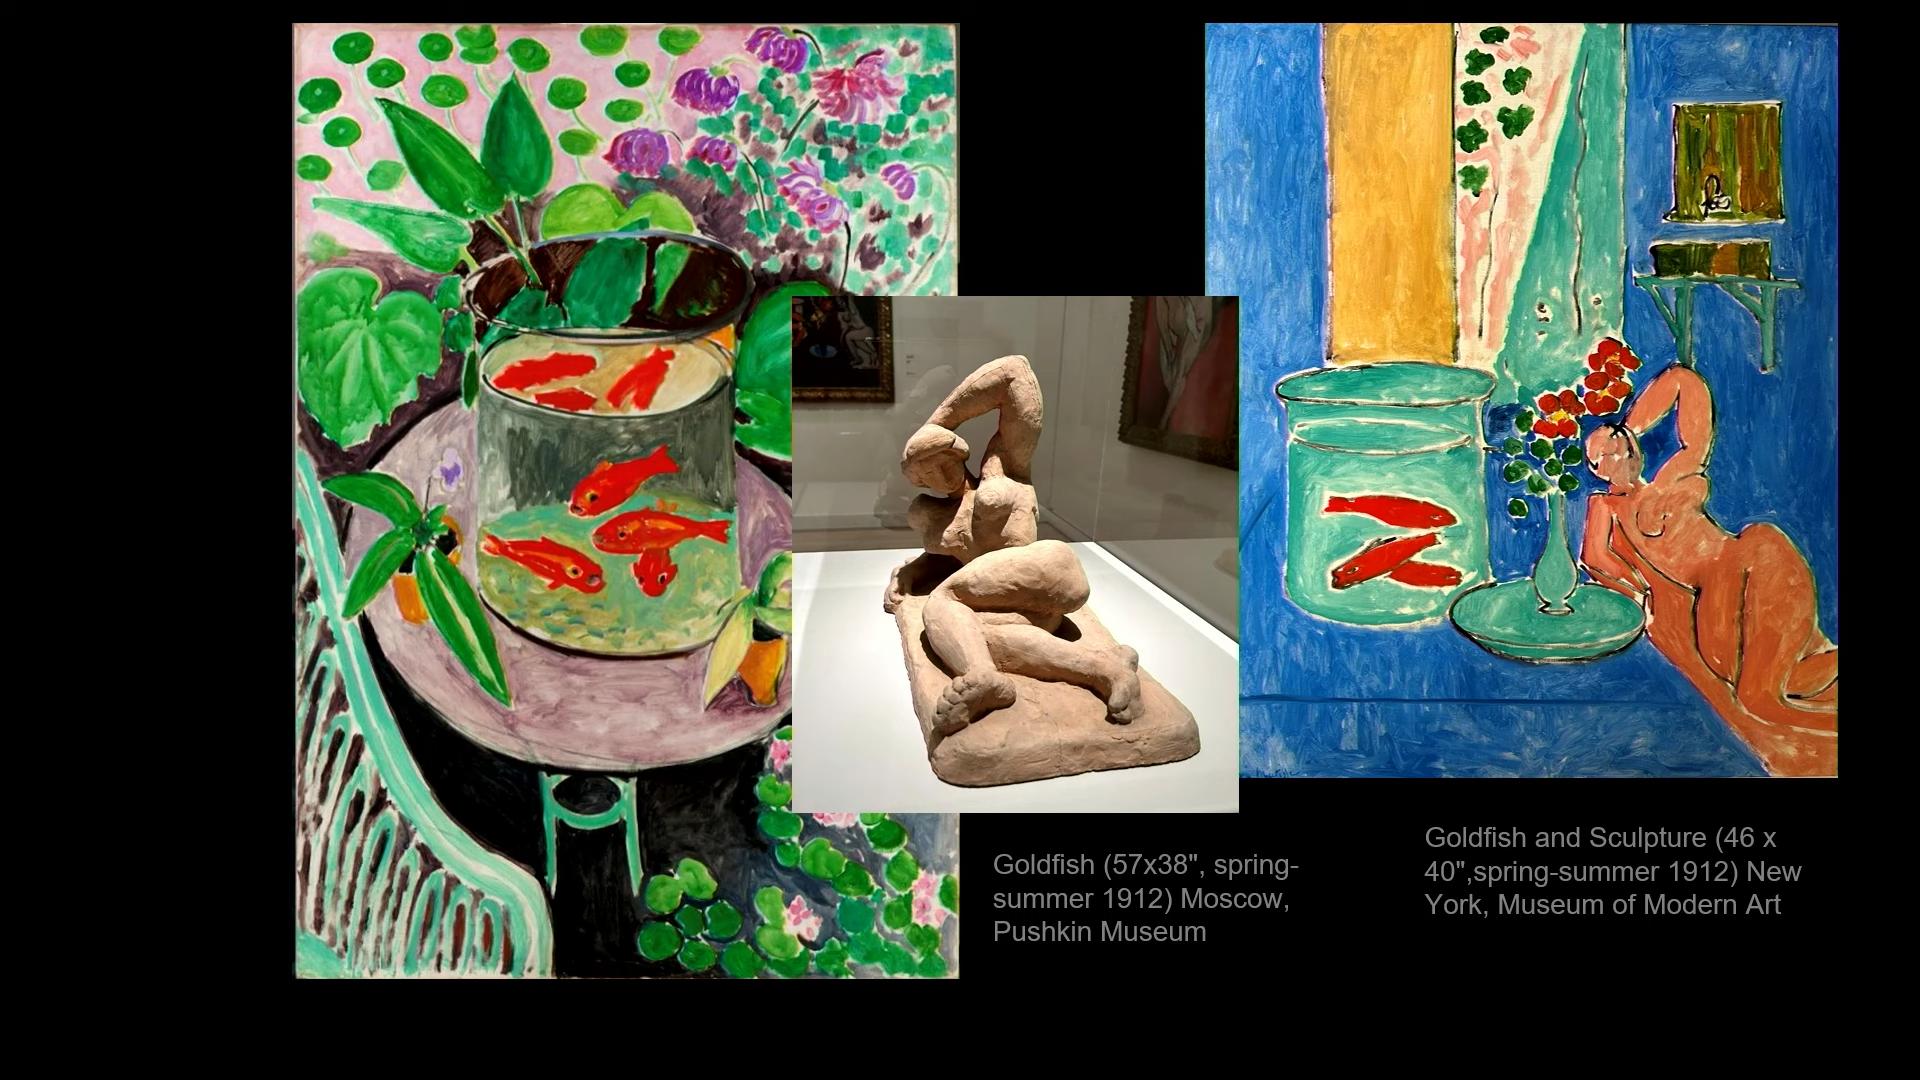 Goldfish (57x38", spring-
summer 1912) Moscow,
Pushkin Museum
Goldfish and Sculpture (46 x
40",spring-summer 1912) New
York, Museum of Modern Art